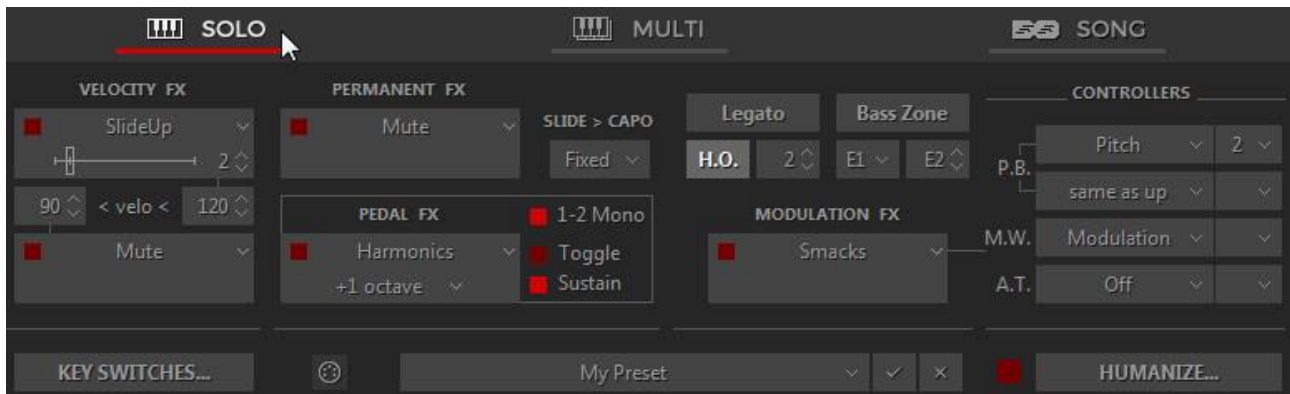 SOLO
MULTI
SONG
VELOCITY FX
SlideUp
2
90 < velo < 120
Mute
PERMANENT FX
Mute
SLIDE > CAPO
Fixed
PEDAL FX
Harmonics
+1 octave
1-2 Mono
Toggle
Sustain
Legato
Bass Zone
H.O. 2 E1 E2
MODULATION FX
Smacks
CONTROLLERS
P.B.
Pitch 2
same as up
M.W. Modulation
A.T. Off
KEY SWITCHES...
My Preset
HUMANIZE...